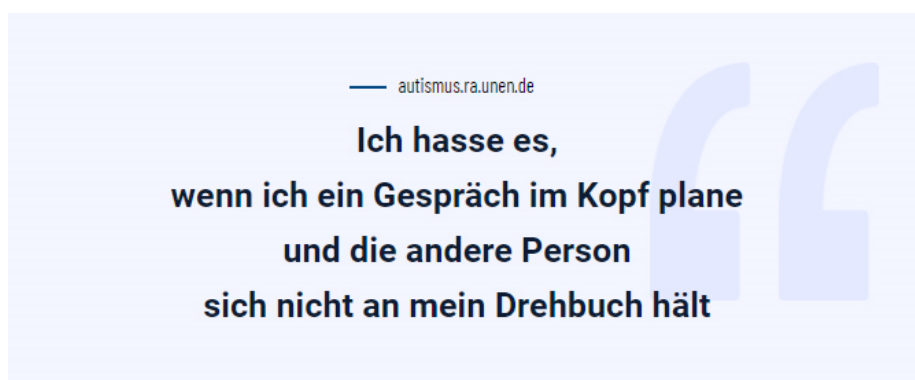 autismus.ra.unen.de
Ich hasse es,
wenn ich ein Gespräch im Kopf plane
und die andere Person
sich nicht an mein Drehbuch hält